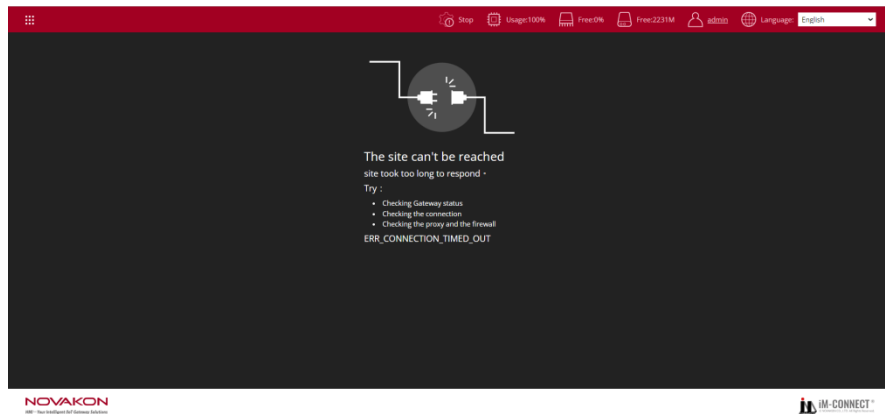 Stop Usage:100% Free:0% Free:2231M admin Language: English
The site can't be reached
site took too long to respond・
Try :
Checking Gateway status
Checking the connection
Checking the proxy and the firewall
ERR_CONNECTION_TIMED_OUT
NOVAKON iM-CONNECT®